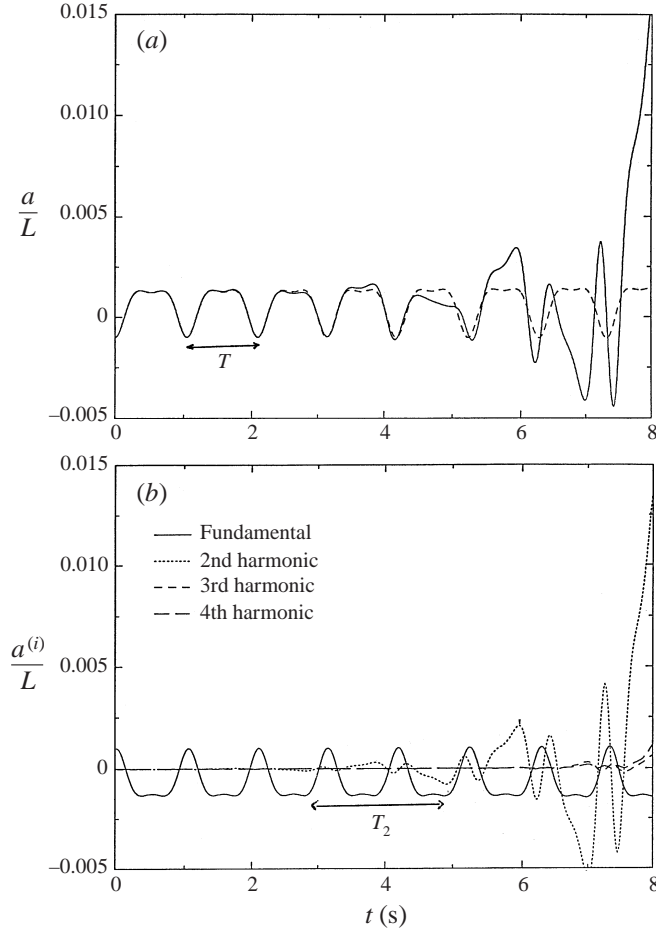 0.015
(a)
0.010
a/L
0.005
0
T
−0.005
0 2 4 6 8
0.015
(b)
Fundamental
2nd harmonic
3rd harmonic
4th harmonic
0.010
a^(i)/L
0.005
0
T₂
−0.005
0 2 4 6 8
t (s)